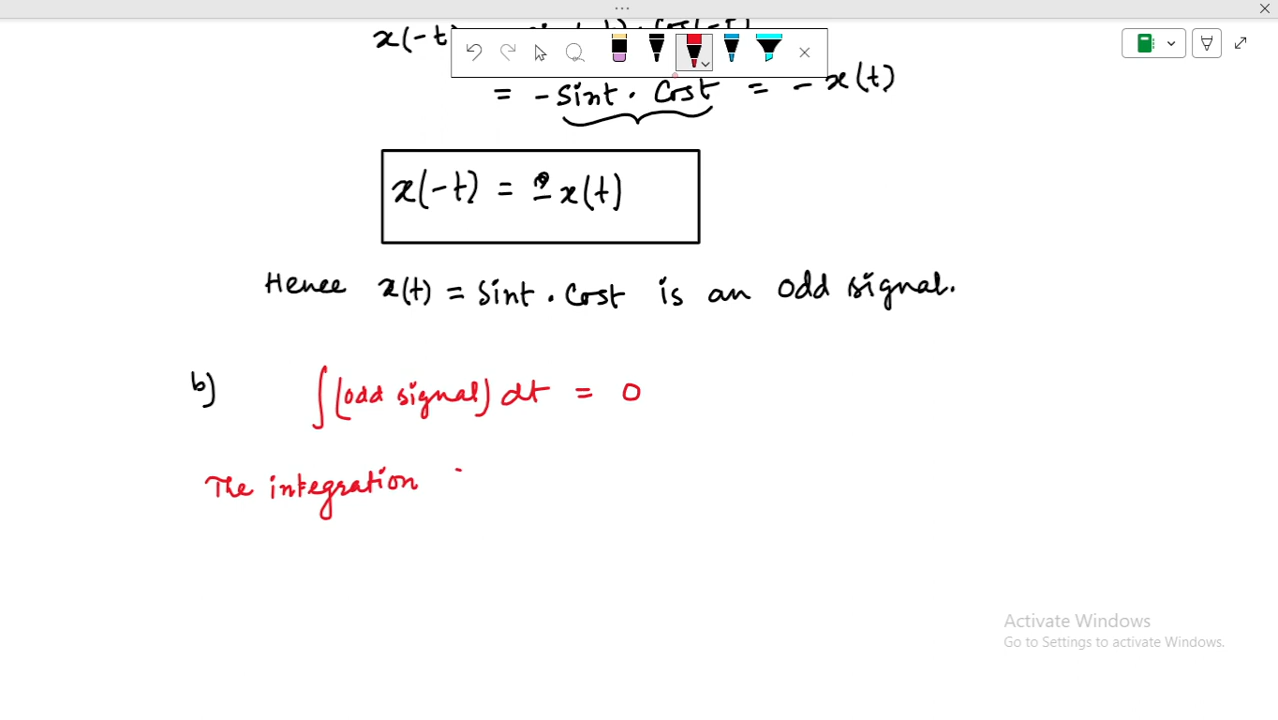 x(-t)
= - sint . Cost = - x(t)
x(-t) = - x(t)
Hence x(t) = sint . Cost is an odd signal.
b) ∫(odd signal) dt = 0
The integration
Activate Windows
Go to Settings to activate Windows.